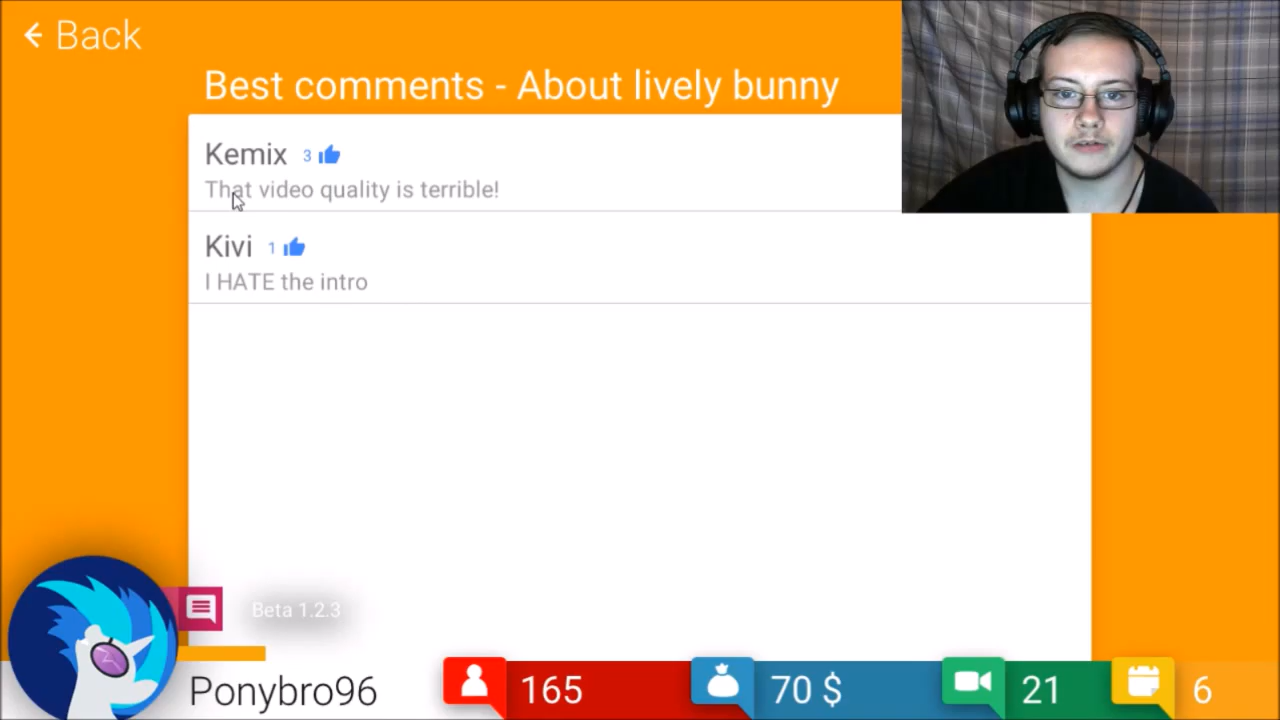 Back
Best comments - About lively bunny
Kemix 3
That video quality is terrible!
Kivi 1
I HATE the intro
Beta 1.2.3
Ponybro96 165 70 $ 21 6